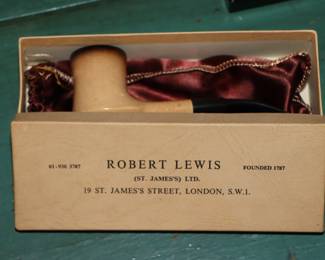 01-930 3787 ROBERT LEWIS FOUNDED 1787
(ST. JAMES'S) LTD.
19 ST. JAMES'S STREET, LONDON, S.W.1.